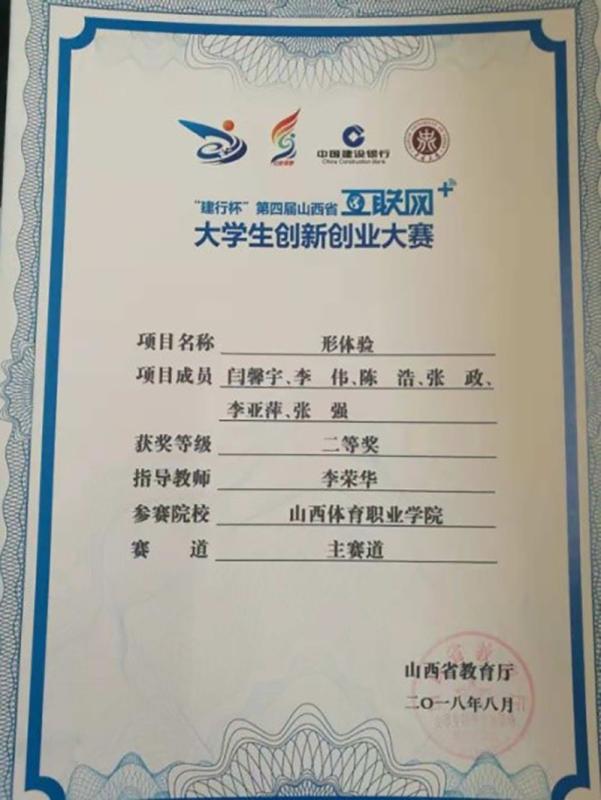 中国建设银行
China Construction Bank
“建行杯”第四届山西省互联网+
大学生创新创业大赛
项目名称 形体验
项目成员 闫馨宇、李 伟、陈 浩、张 政、
李亚萍、张 强
获奖等级 二等奖
指导教师 李荣华
参赛院校 山西体育职业学院
赛 道 主赛道
山西省教育厅
二〇一八年八月